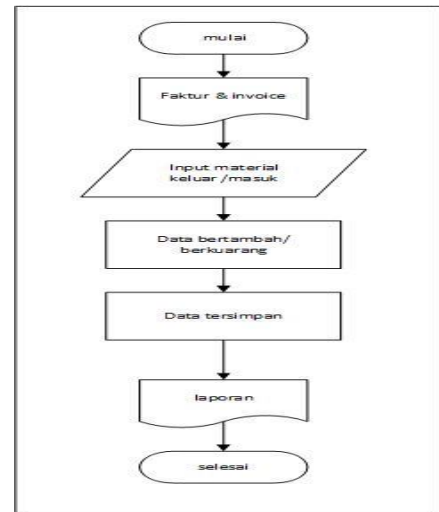 mulai
Faktur & invoice
Input material
keluar /masuk
Data bertambah/
berkuarang
Data tersimpan
laporan
selesai